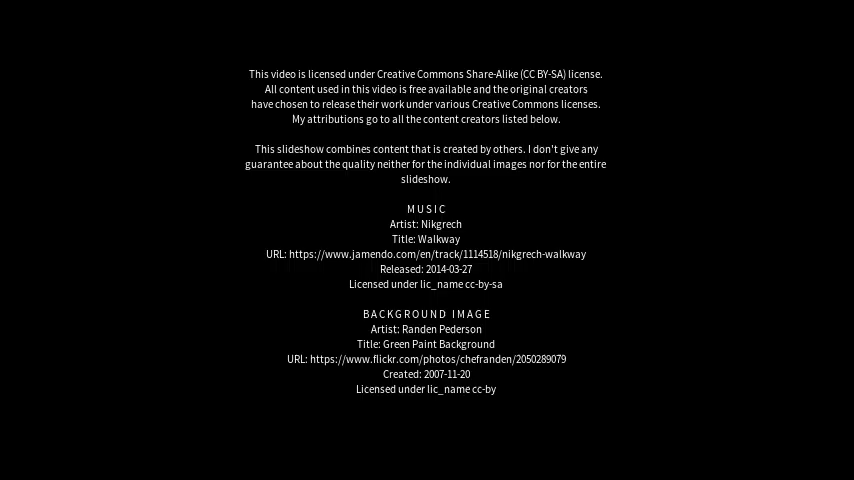 This video is licensed under Creative Commons Share-Alike (CC BY-SA) license.
All content used in this video is free available and the original creators
have chosen to release their work under various Creative Commons licenses.
My attributions go to all the content creators listed below.
This slideshow combines content that is created by others. I don't give any
guarantee about the quality neither for the individual images nor for the entire
slideshow.
MUSIC
Artist: Nikgrech
Title: Walkway
URL: https://www.jamendo.com/en/track/1114518/nikgrech-walkway
Released: 2014-03-27
Licensed under lic_name cc-by-sa
BACKGROUND IMAGE
Artist: Randen Pederson
Title: Green Paint Background
URL: https://www.flickr.com/photos/chefranden/2050289079
Created: 2007-11-20
Licensed under lic_name cc-by